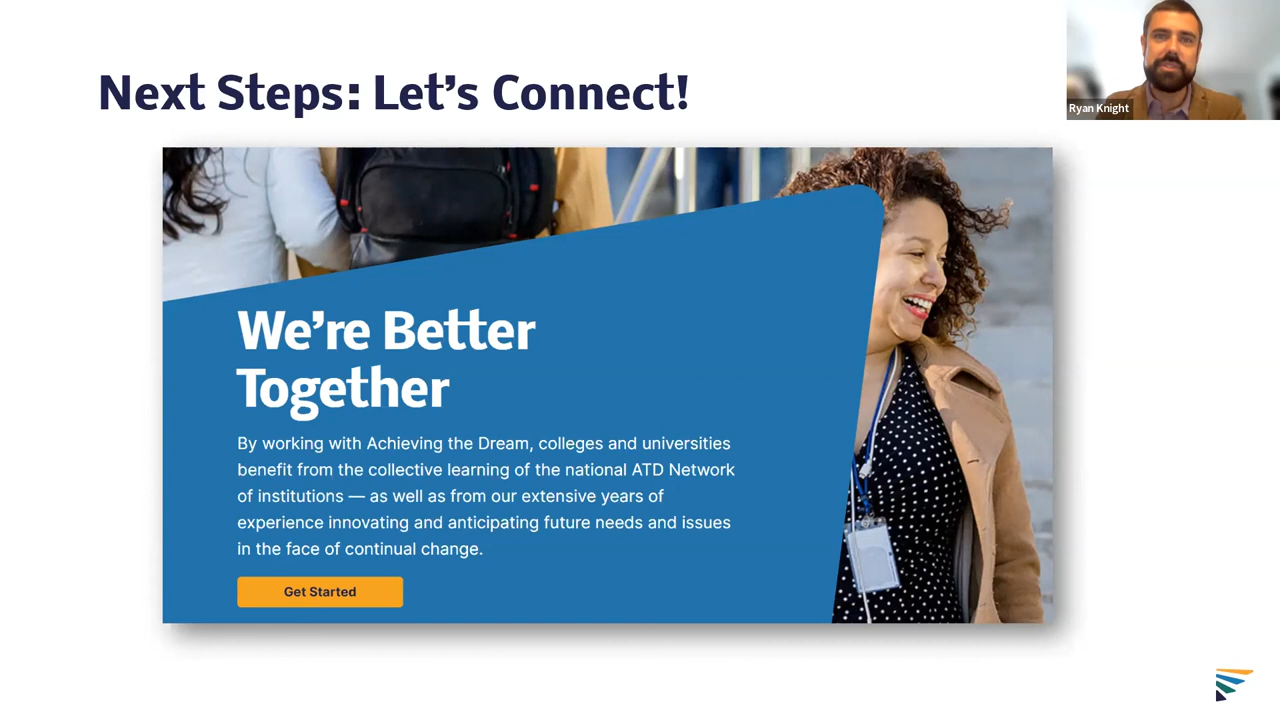 Next Steps: Let’s Connect!
Ryan Knight
We’re Better
Together
By working with Achieving the Dream, colleges and universities
benefit from the collective learning of the national ATD Network
of institutions — as well as from our extensive years of
experience innovating and anticipating future needs and issues
in the face of continual change.
Get Started